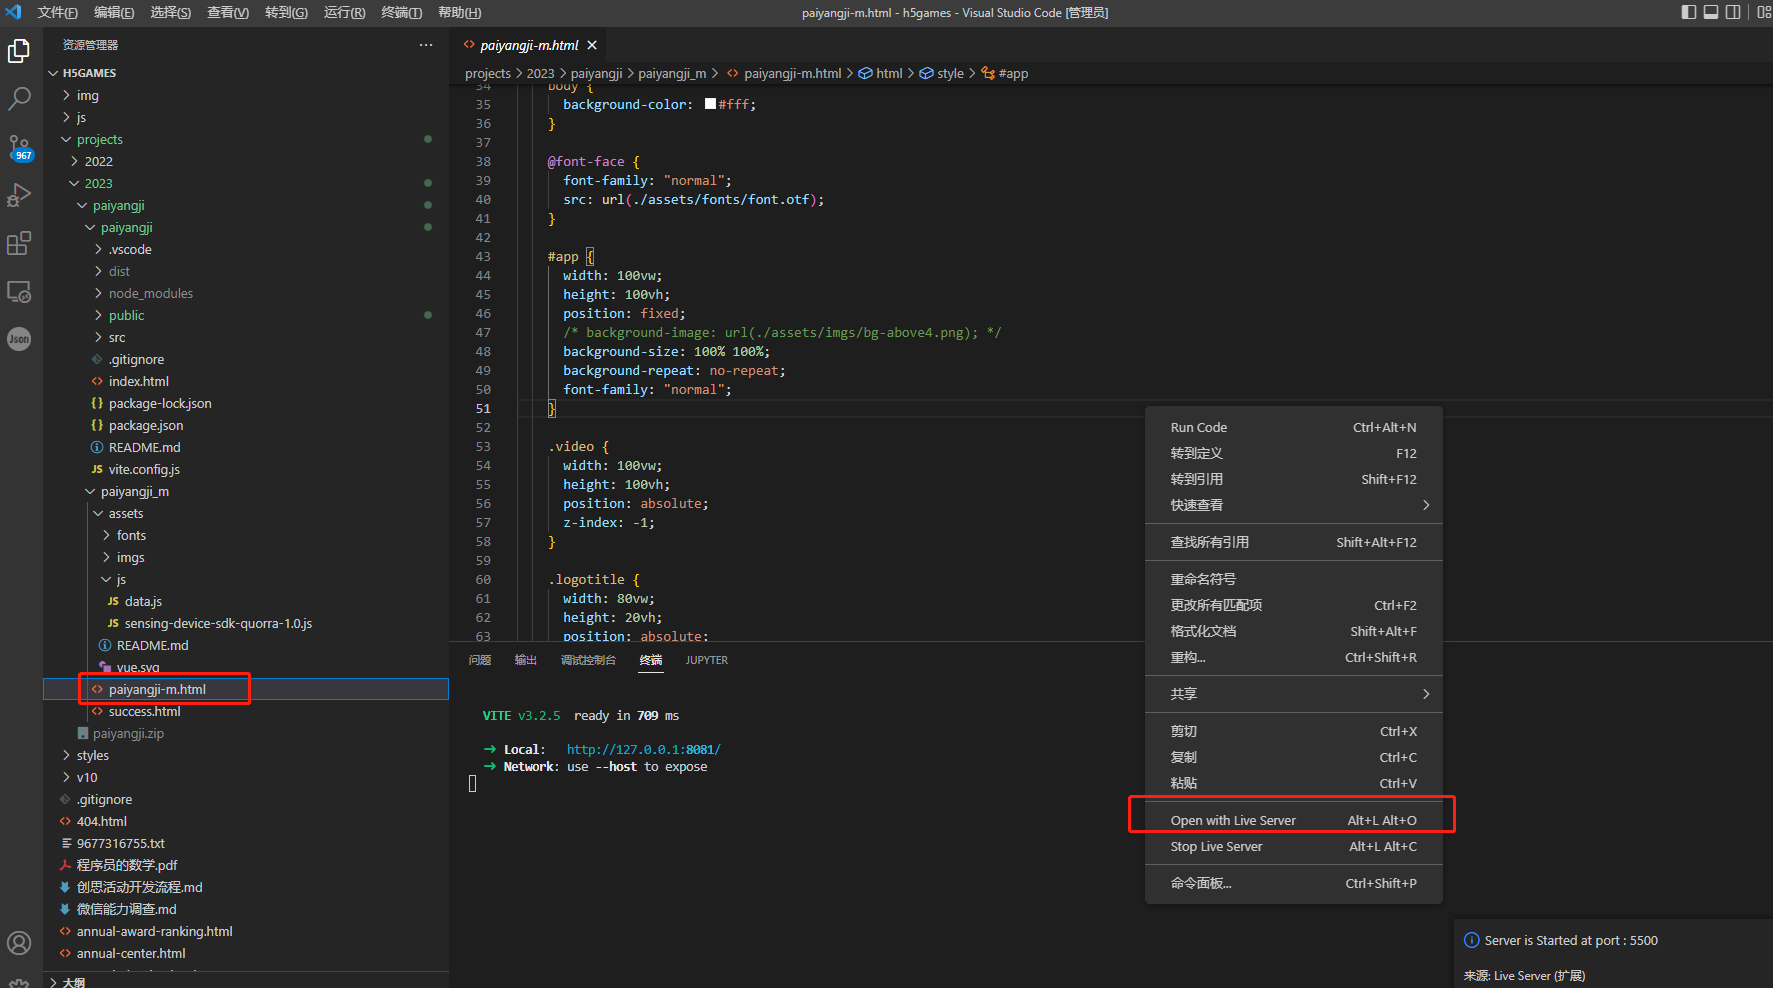 文件(F) 编辑(E) 选择(S) 查看(V) 转到(G) 运行(R) 终端(T) 帮助(H)
paiyangji-m.html - h5games - Visual Studio Code [管理员]
资源管理器 ···
H5GAMES
img
js
projects
2022
2023
paiyangji
paiyangji
.vscode
dist
node_modules
public
src
.gitignore
index.html
package-lock.json
package.json
README.md
JS vite.config.js
paiyangji_m
assets
fonts
imgs
js
JS data.js
JS sensing-device-sdk-quorra-1.0.js
README.md
vue.svg
paiyangji-m.html
success.html
paiyangji.zip
styles
v10
.gitignore
404.html
9677316755.txt
程序员的数学.pdf
创思活动开发流程.md
微信能力调查.md
annual-award-ranking.html
annual-center.html
大纲
967
Json
paiyangji-m.html
projects > 2023 > paiyangji > paiyangji_m > paiyangji-m.html > html > style > #app
34 body {
35 background-color: #fff;
36 }
37
38 @font-face {
39 font-family: "normal";
40 src: url(./assets/fonts/font.otf);
41 }
42
43 #app {
44 width: 100vw;
45 height: 100vh;
46 position: fixed;
47 /* background-image: url(./assets/imgs/bg-above4.png); */
48 background-size: 100% 100%;
49 background-repeat: no-repeat;
50 font-family: "normal";
51 }
52
53 .video {
54 width: 100vw;
55 height: 100vh;
56 position: absolute;
57 z-index: -1;
58 }
59
60 .logotitle {
61 width: 80vw;
62 height: 20vh;
63 position: absolute;
问题 输出 调试控制台 终端 JUPYTER
VITE v3.2.5 ready in 709 ms
➜ Local: http://127.0.0.1:8081/
➜ Network: use --host to expose
Run Code Ctrl+Alt+N
转到定义 F12
转到引用 Shift+F12
快速查看
查找所有引用 Shift+Alt+F12
重命名符号
更改所有匹配项 Ctrl+F2
格式化文档 Shift+Alt+F
重构... Ctrl+Shift+R
共享
剪切 Ctrl+X
复制 Ctrl+C
粘贴 Ctrl+V
Open with Live Server Alt+L Alt+O
Stop Live Server Alt+L Alt+C
命令面板... Ctrl+Shift+P
Server is Started at port : 5500
来源: Live Server (扩展)